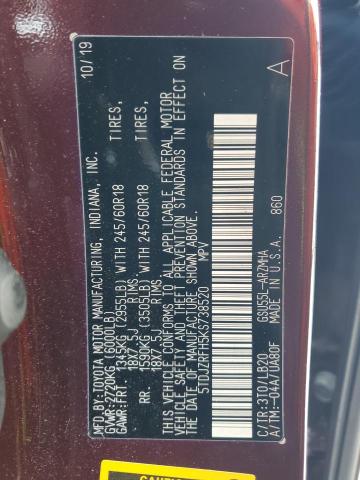 MFD. BY: TOYOTA MOTOR MANUFACTURING, INDIANA, INC. 10/19
GVWR: 2720KG (6000LB)
GAWR: FRT. 1345KG (2955LB) WITH 245/60R18 TIRES,
18X7.5J RIMS
RR. 1590KG (3505LB) WITH 245/60R18 TIRES,
18X7.5J RIMS
THIS VEHICLE CONFORMS TO ALL APPLICABLE FEDERAL MOTOR
VEHICLE SAFETY AND THEFT PREVENTION STANDARDS IN EFFECT
ON THE DATE OF MANUFACTURE SHOWN ABOVE.
5TDJZRFH5KS738520 MPV
A
860
C/TR:3T0/LB20 GSU55L-ARZMHA
A/TM:-04A/UA80F MADE IN U.S.A.
CAUTION